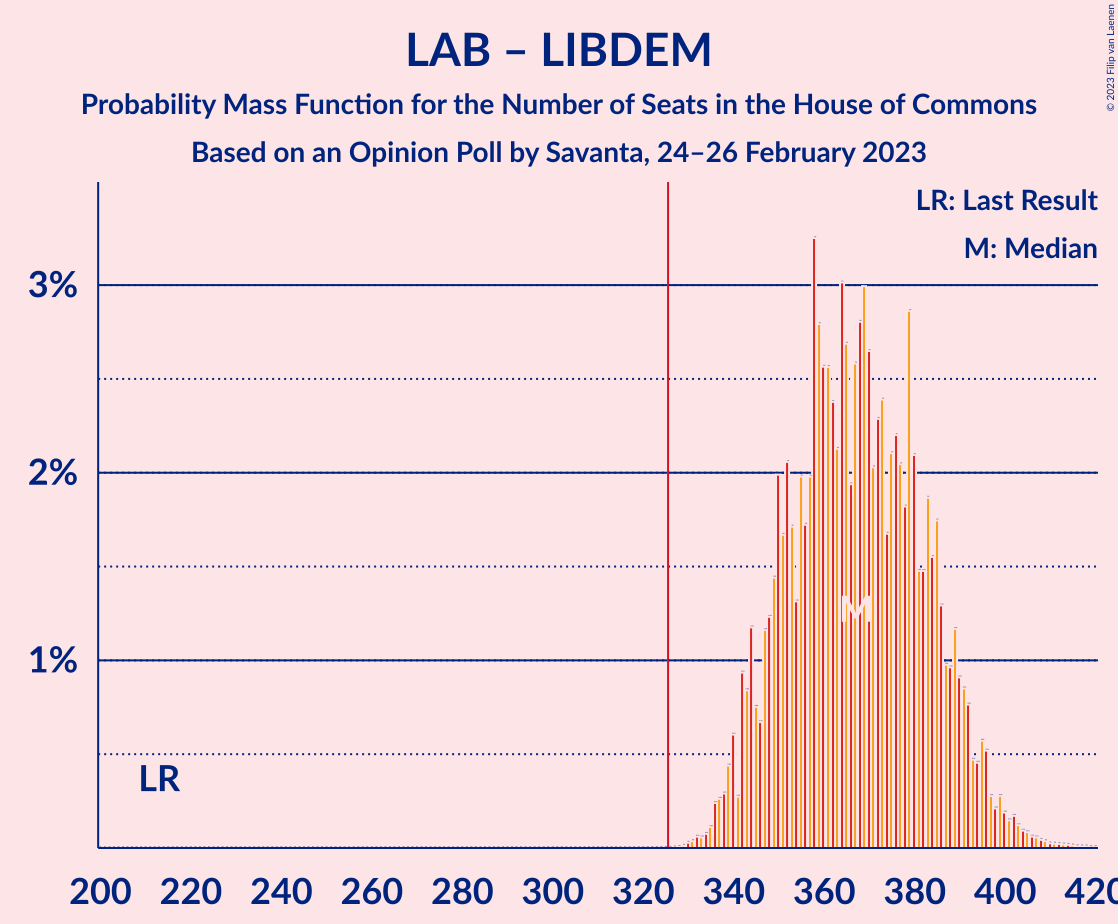 LAB – LIBDEM
Probability Mass Function for the Number of Seats in the House of Commons
Based on an Opinion Poll by Savanta, 24–26 February 2023
© 2023 Filip van Laenen
LR: Last Result
M: Median
3%
2%
1%
M
LR
200 220 240 260 280 300 320 340 360 380 400 420